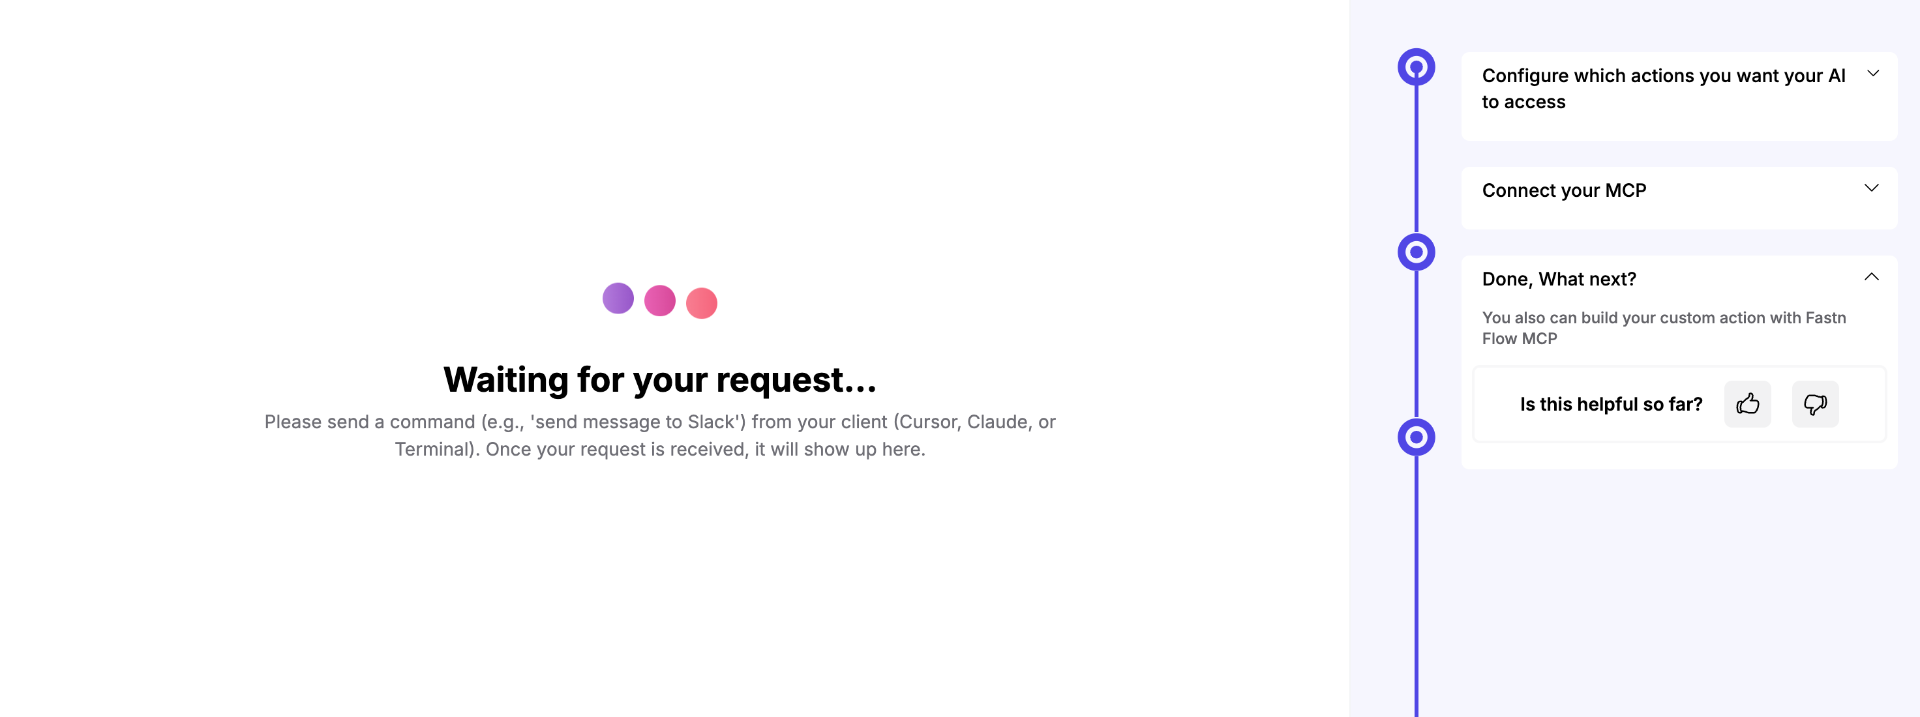 Waiting for your request...
Please send a command (e.g., 'send message to Slack') from your client (Cursor, Claude, or
Terminal). Once your request is received, it will show up here.
Configure which actions you want your AI
to access
Connect your MCP
Done, What next?
You also can build your custom action with Fastn
Flow MCP
Is this helpful so far?